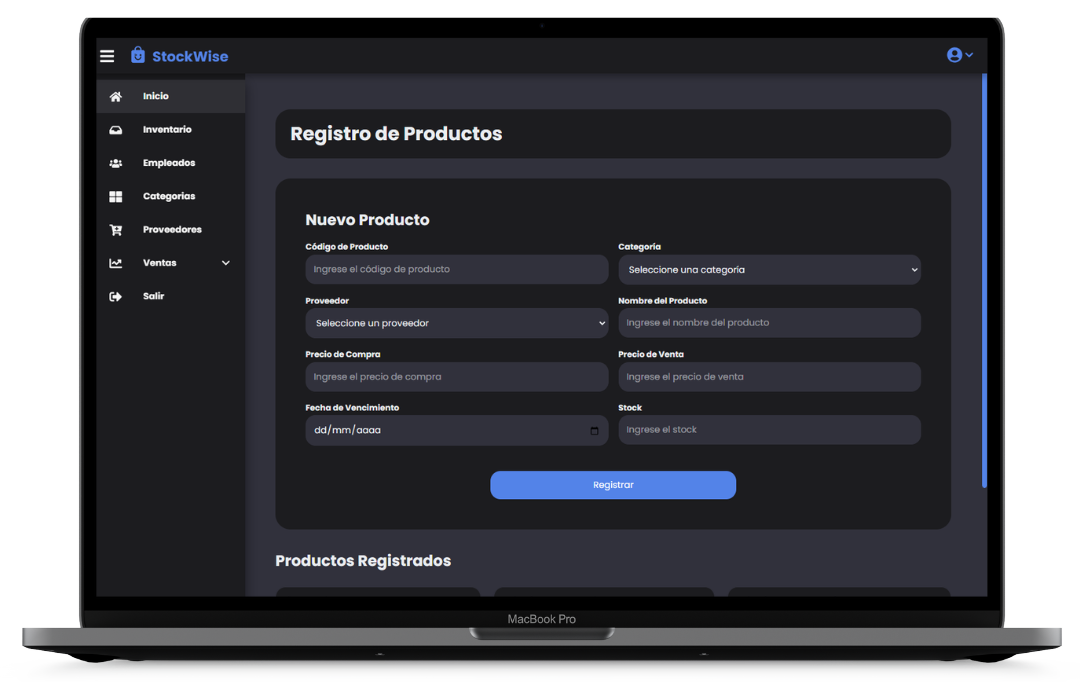 StockWise
Inicio
Inventario
Empleados
Categorias
Proveedores
Ventas
Salir
Registro de Productos
Nuevo Producto
Código de Producto
Ingrese el código de producto
Categoría
Seleccione una categoría
Proveedor
Seleccione un proveedor
Nombre del Producto
Ingrese el nombre del producto
Precio de Compra
Ingrese el precio de compra
Precio de Venta
Ingrese el precio de venta
Fecha de Vencimiento
dd/mm/aaaa
Stock
Ingrese el stock
Registrar
Productos Registrados
MacBook Pro